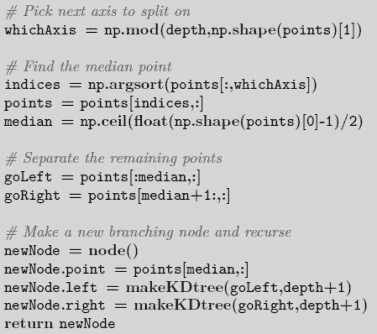 # Pick next axis to split on
whichAxis = np.mod(depth,np.shape(points)[1])
# Find the median point
indices = np.argsort(points[:,whichAxis])
points = points[indices,:]
median = np.ceil(float(np.shape(points)[0]-1)/2)
# Separate the remaining points
goLeft = points[:median,:]
goRight = points[median+1:,:]
# Make a new branching node and recurse
newNode = node()
newNode.point = points[median,:]
newNode.left = makeKDtree(goLeft,depth+1)
newNode.right = makeKDtree(goRight,depth+1)
return newNode